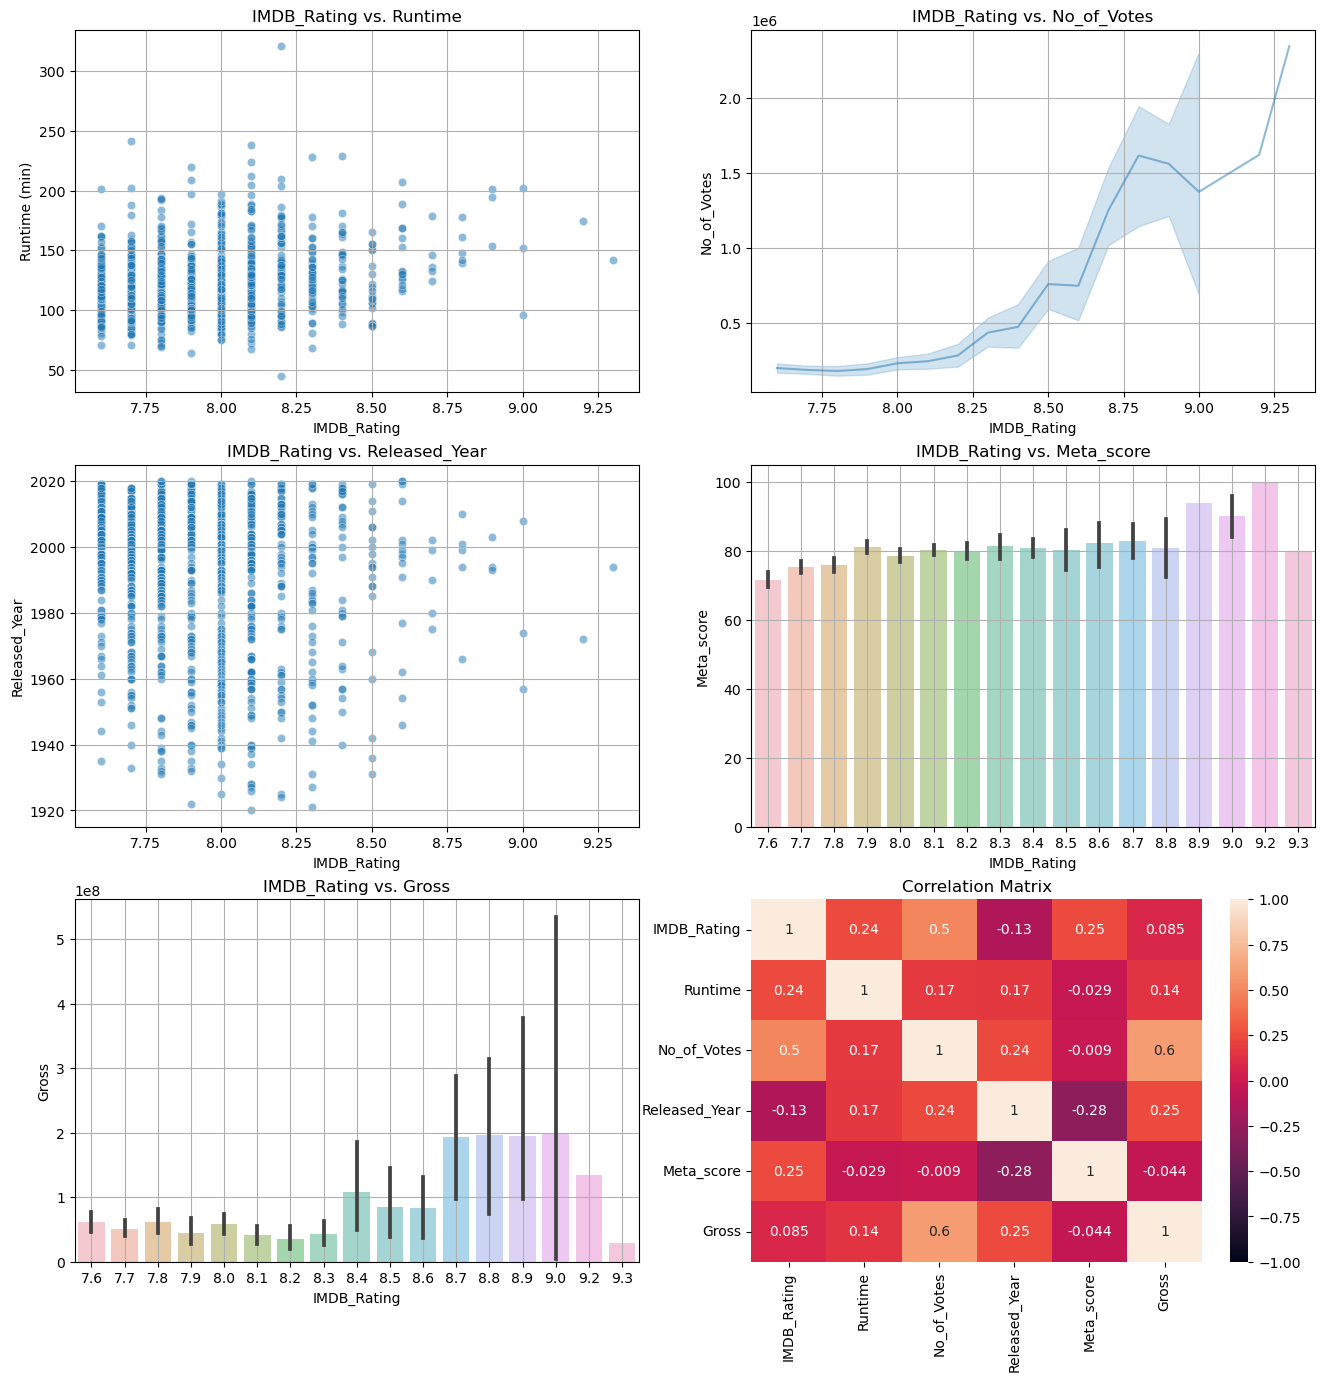 IMDB_Rating vs. Runtime
300
250
200
150
100
50
Runtime (min)
7.75 8.00 8.25 8.50 8.75 9.00 9.25
IMDB_Rating
IMDB_Rating vs. No_of_Votes
1e6
2.0
1.5
1.0
0.5
No_of_Votes
7.75 8.00 8.25 8.50 8.75 9.00 9.25
IMDB_Rating
IMDB_Rating vs. Released_Year
2020
2000
1980
1960
1940
1920
Released_Year
7.75 8.00 8.25 8.50 8.75 9.00 9.25
IMDB_Rating
IMDB_Rating vs. Meta_score
100
80
60
40
20
0
Meta_score
7.6 7.7 7.8 7.9 8.0 8.1 8.2 8.3 8.4 8.5 8.6 8.7 8.8 8.9 9.0 9.2 9.3
IMDB_Rating
IMDB_Rating vs. Gross
1e8
5
4
3
2
1
0
Gross
7.6 7.7 7.8 7.9 8.0 8.1 8.2 8.3 8.4 8.5 8.6 8.7 8.8 8.9 9.0 9.2 9.3
IMDB_Rating
Correlation Matrix
IMDB_Rating 1 0.24 0.5 -0.13 0.25 0.085
Runtime 0.24 1 0.17 0.17 -0.029 0.14
No_of_Votes 0.5 0.17 1 0.24 -0.009 0.6
Released_Year -0.13 0.17 0.24 1 -0.28 0.25
Meta_score 0.25 -0.029 -0.009 -0.28 1 -0.044
Gross 0.085 0.14 0.6 0.25 -0.044 1
IMDB_Rating
Runtime
No_of_Votes
Released_Year
Meta_score
Gross
1.00
0.75
0.50
0.25
0.00
−0.25
−0.50
−0.75
−1.00